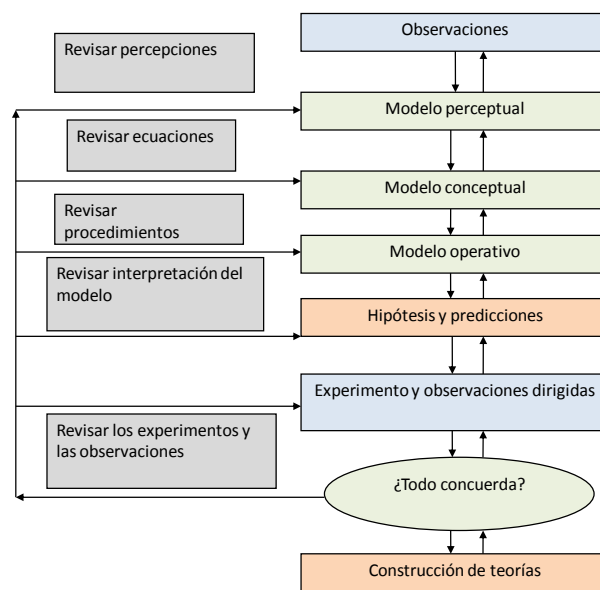 Observaciones
Revisar percepciones
Modelo perceptual
Revisar ecuaciones
Modelo conceptual
Revisar
procedimientos
Modelo operativo
Revisar interpretación del
modelo
Hipótesis y predicciones
Experimento y observaciones dirigidas
Revisar los experimentos y
las observaciones
¿Todo concuerda?
Construcción de teorías